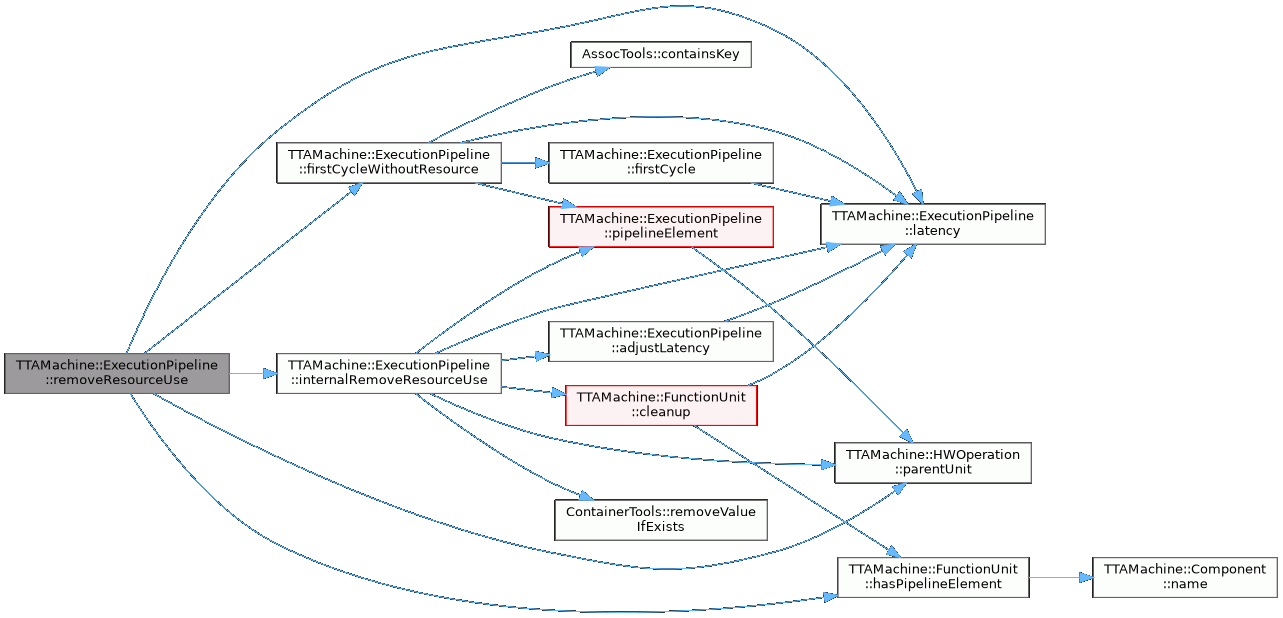 AssocTools::containsKey
TTAMachine::ExecutionPipeline
::firstCycleWithoutResource
TTAMachine::ExecutionPipeline
::firstCycle
TTAMachine::ExecutionPipeline
::pipelineElement
TTAMachine::ExecutionPipeline
::latency
TTAMachine::ExecutionPipeline
::adjustLatency
TTAMachine::ExecutionPipeline
::removeResourceUse
TTAMachine::ExecutionPipeline
::internalRemoveResourceUse
TTAMachine::FunctionUnit
::cleanup
TTAMachine::HWOperation
::parentUnit
ContainerTools::removeValue
IfExists
TTAMachine::FunctionUnit
::hasPipelineElement
TTAMachine::Component
::name